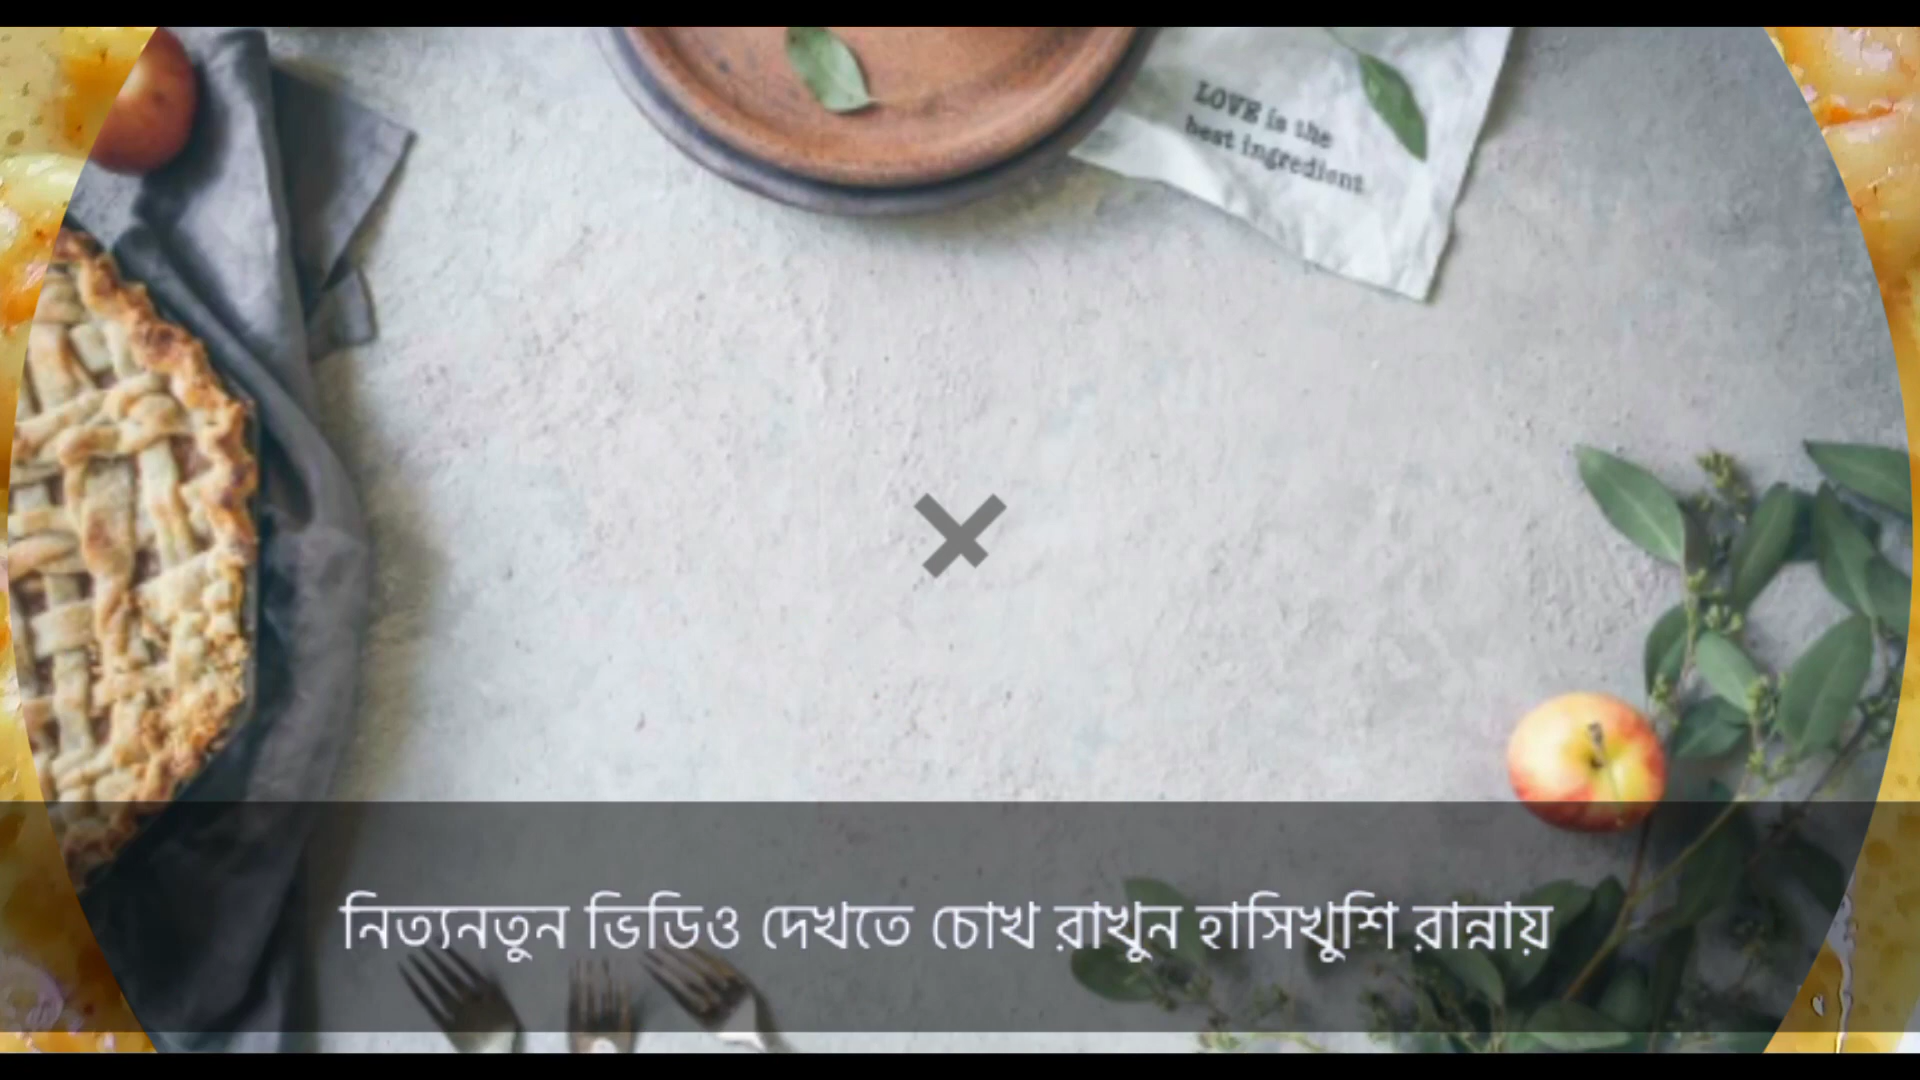 LOVE is the
best ingredient
নিত্যনতুন ভিডিও দেখতে চোখ রাখুন হাসিখুশি রান্নায়